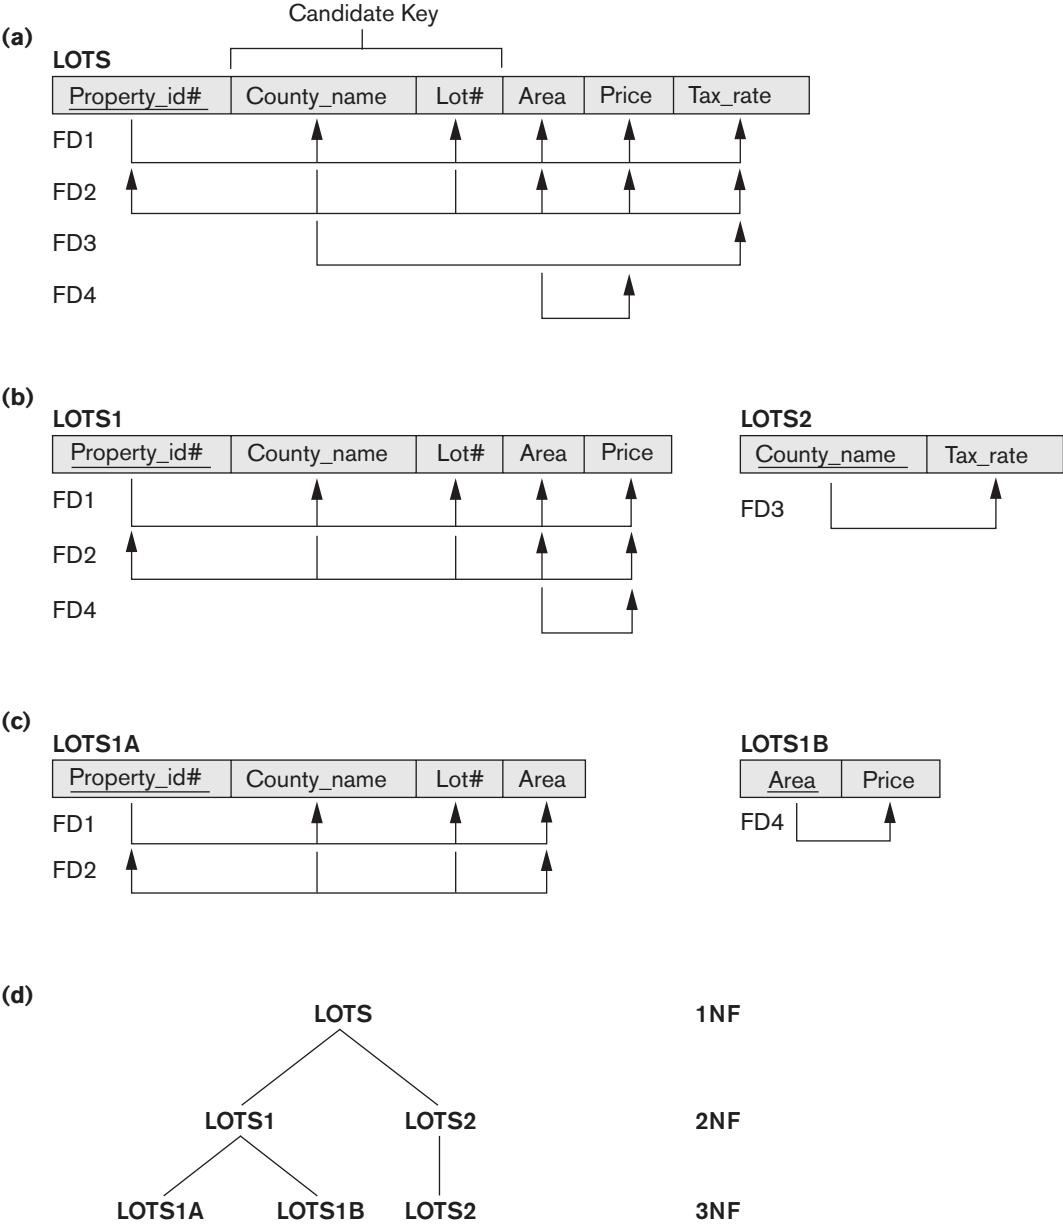 Candidate Key
(a)
LOTS
Property_id# County_name Lot# Area Price Tax_rate
FD1
FD2
FD3
FD4
(b)
LOTS1 LOTS2
Property_id# County_name Lot# Area Price County_name Tax_rate
FD1
FD3
FD2
FD4
(c)
LOTS1A LOTS1B
Property_id# County_name Lot# Area Area Price
FD1 FD4
FD2
(d)
LOTS 1NF
LOTS1 LOTS2 2NF
LOTS1A LOTS1B LOTS2 3NF